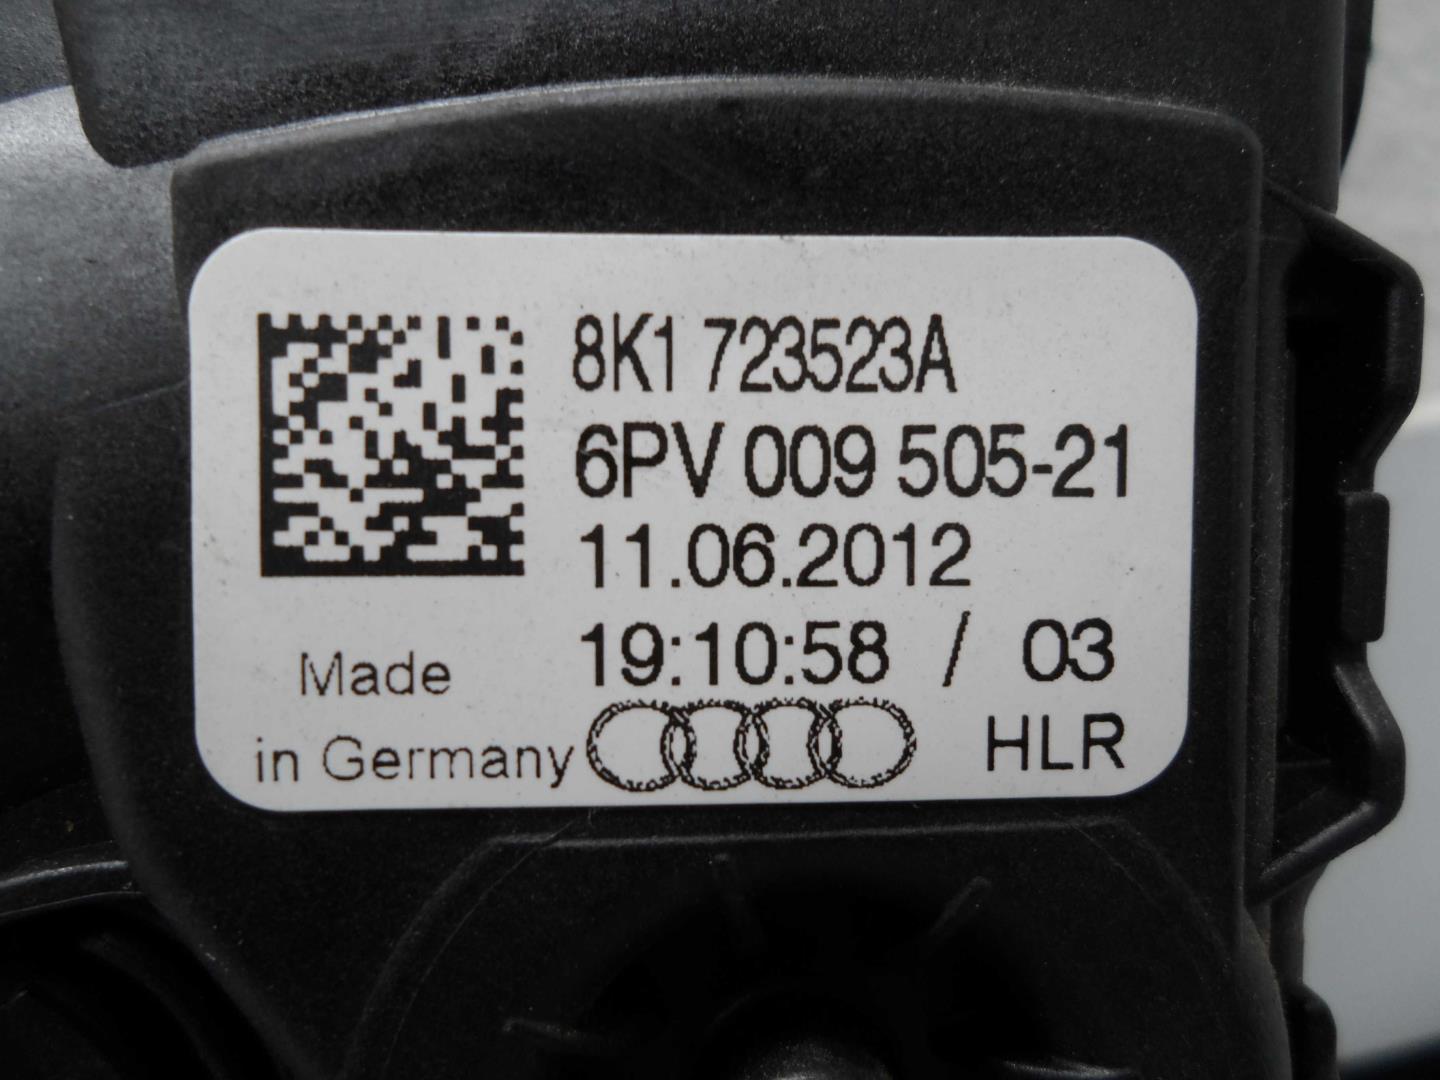 8K1 723523A
6PV 009 505-21
11.06.2012
19:10:58 / 03
Made
in Germany
HLR